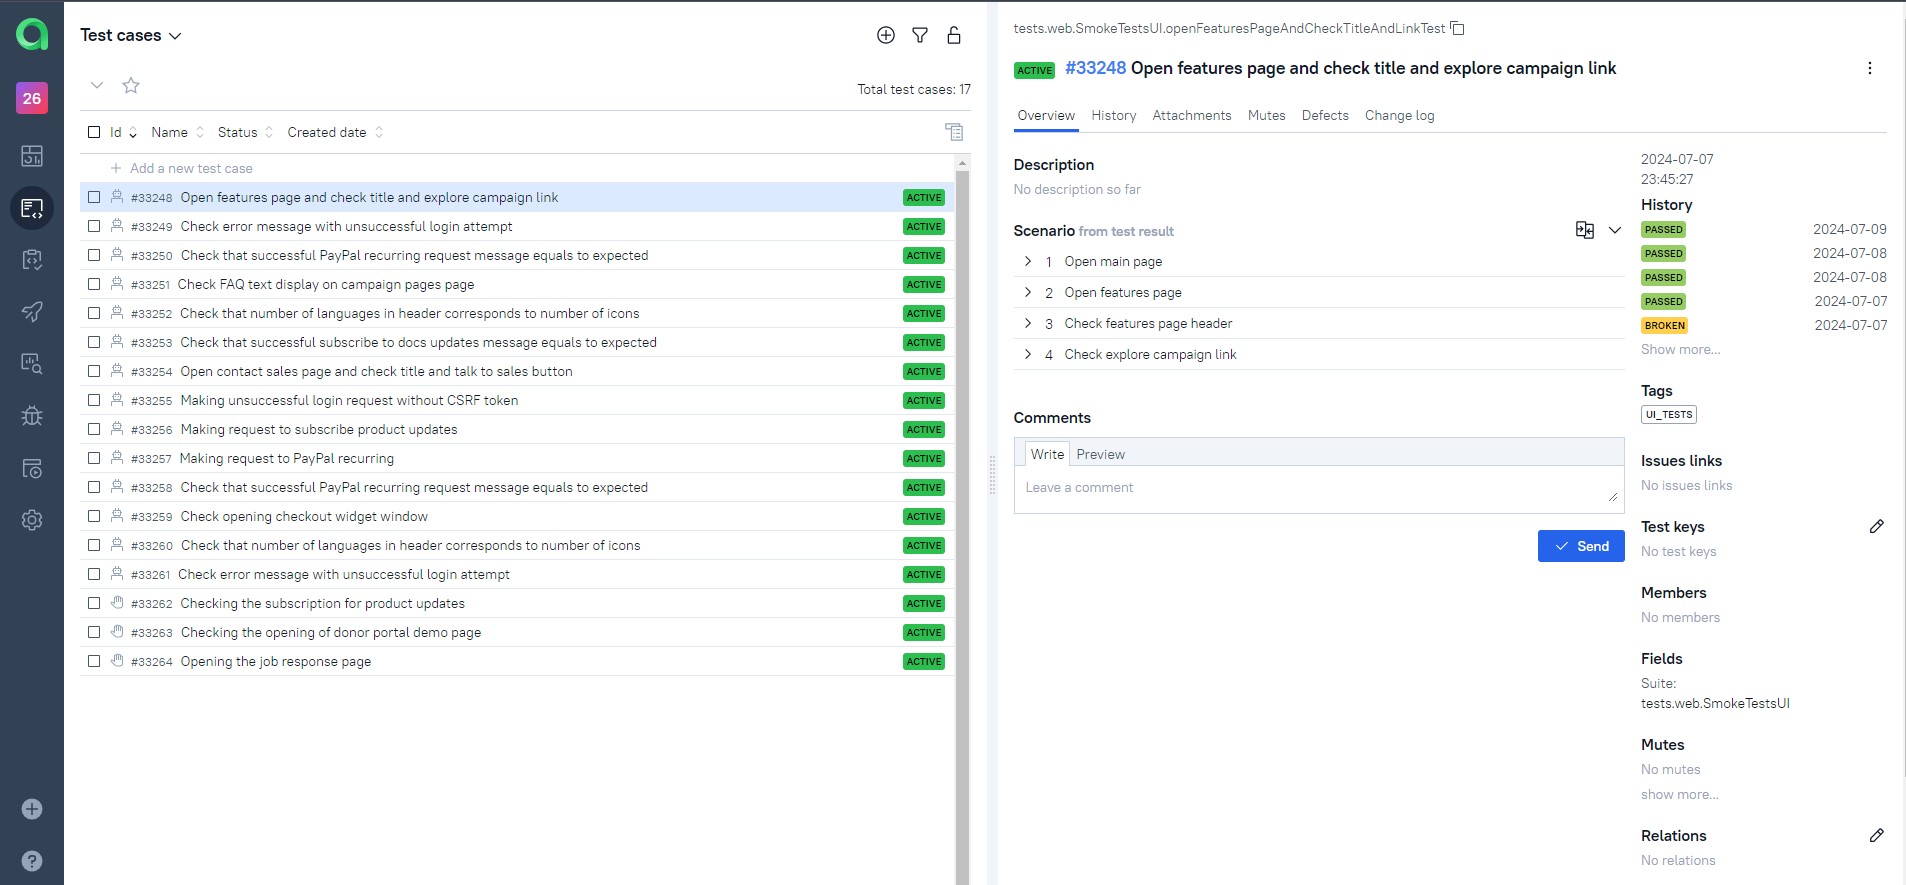 26
Test cases
Total test cases: 17
Id Name Status Created date
Add a new test case
#33248 Open features page and check title and explore campaign link ACTIVE
#33249 Check error message with unsuccessful login attempt ACTIVE
#33250 Check that successful PayPal recurring request message equals to expected ACTIVE
#33251 Check FAQ text display on campaign pages page ACTIVE
#33252 Check that number of languages in header corresponds to number of icons ACTIVE
#33253 Check that successful subscribe to docs updates message equals to expected ACTIVE
#33254 Open contact sales page and check title and talk to sales button ACTIVE
#33255 Making unsuccessful login request without CSRF token ACTIVE
#33256 Making request to subscribe product updates ACTIVE
#33257 Making request to PayPal recurring ACTIVE
#33258 Check that successful PayPal recurring request message equals to expected ACTIVE
#33259 Check opening checkout widget window ACTIVE
#33260 Check that number of languages in header corresponds to number of icons ACTIVE
#33261 Check error message with unsuccessful login attempt ACTIVE
#33262 Checking the subscription for product updates ACTIVE
#33263 Checking the opening of donor portal demo page ACTIVE
#33264 Opening the job response page ACTIVE
tests.web.SmokeTestsUI.openFeaturesPageAndCheckTitleAndLinkTest
ACTIVE #33248 Open features page and check title and explore campaign link
Overview History Attachments Mutes Defects Change log
Description
No description so far
Scenario from test result
1 Open main page
2 Open features page
3 Check features page header
4 Check explore campaign link
Comments
Write Preview
Leave a comment
Send
2024-07-07
23:45:27
History
PASSED 2024-07-09
PASSED 2024-07-08
PASSED 2024-07-08
PASSED 2024-07-07
BROKEN 2024-07-07
Show more...
Tags
UI_TESTS
Issues links
No issues links
Test keys
No test keys
Members
No members
Fields
Suite:
tests.web.SmokeTestsUI
Mutes
No mutes
show more...
Relations
No relations